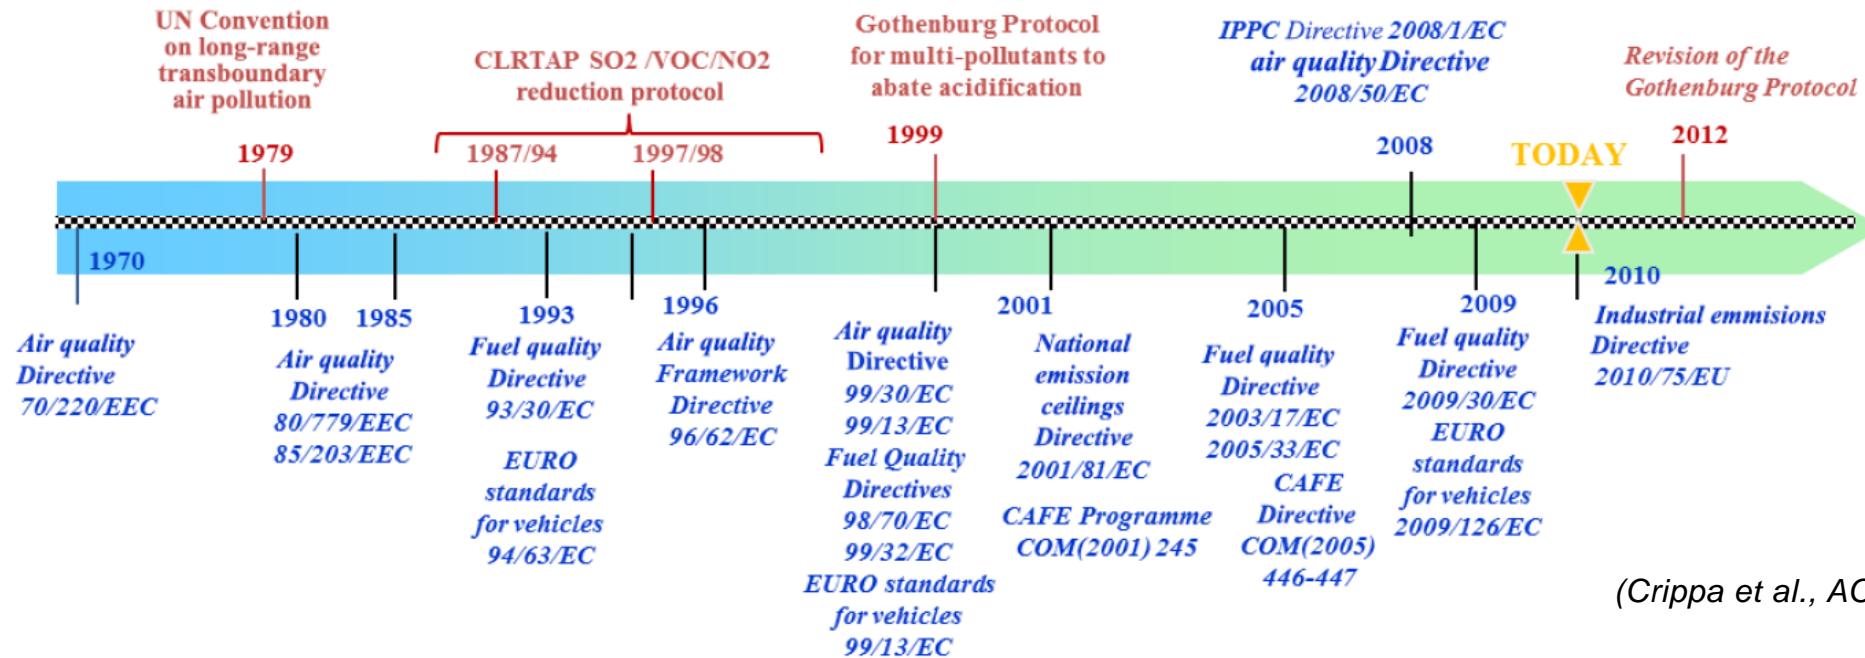 UN Convention
on long-range
transboundary
air pollution
1979
CLRTAP SO2 /VOC/NO2
reduction protocol
1987/94
1997/98
Gothenburg Protocol
for multi-pollutants to
abate acidification
1999
IPPC Directive 2008/1/EC
air quality Directive
2008/50/EC
2008
TODAY
Revision of the
Gothenburg Protocol
2012
1970
Air quality
Directive
70/220/EEC
1980 1985
Air quality
Directive
80/779/EEC
85/203/EEC
1993
Fuel quality
Directive
93/30/EC
EURO
standards
for vehicles
94/63/EC
1996
Air quality
Framework
Directive
96/62/EC
Air quality
Directive
99/30/EC
99/13/EC
Fuel Quality
Directives
98/70/EC
99/32/EC
EURO standards
for vehicles
99/13/EC
2001
National
emission
ceilings
Directive
2001/81/EC
CAFE Programme
COM(2001) 245
2005
Fuel quality
Directive
2003/17/EC
2005/33/EC
CAFE
Directive
COM(2005)
446-447
2009
Fuel quality
Directive
2009/30/EC
EURO
standards
for vehicles
2009/126/EC
2010
Industrial emmisions
Directive
2010/75/EU
(Crippa et al., AC